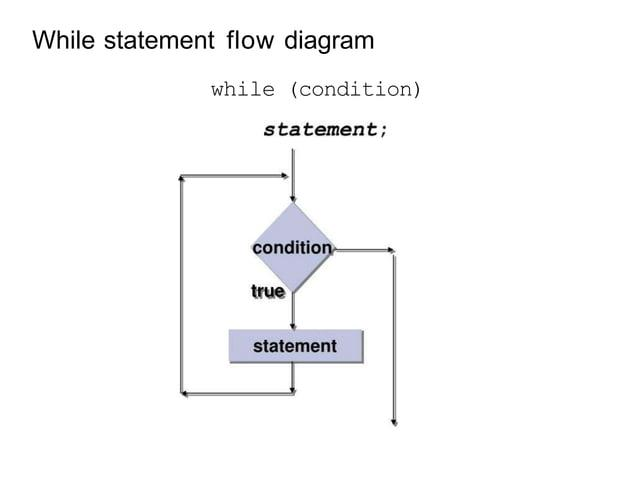 While statement flow diagram
while (condition)
statement;
condition
true
statement